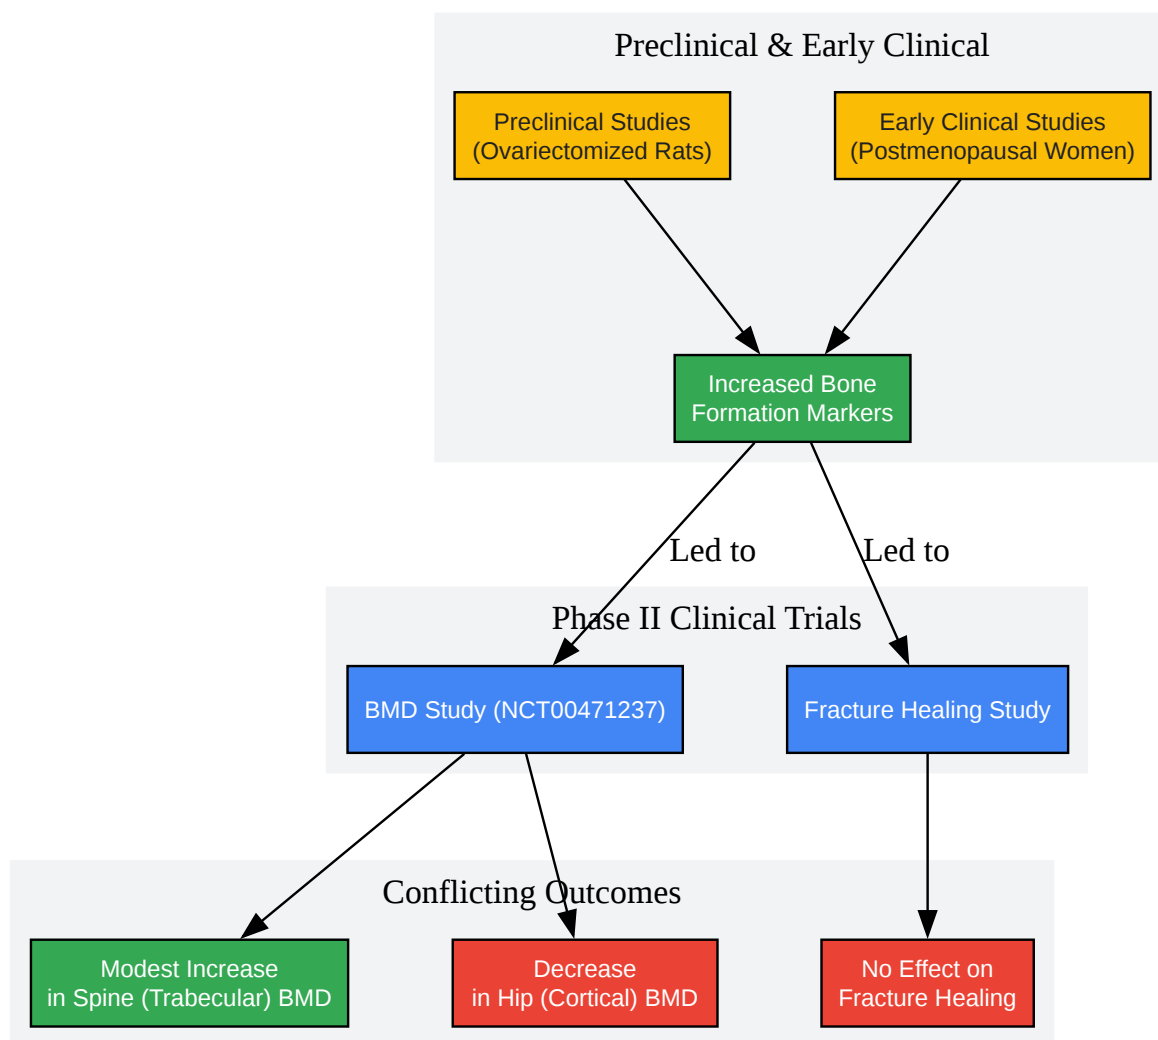 Preclinical & Early Clinical
Preclinical Studies
(Ovariectomized Rats)
Early Clinical Studies
(Postmenopausal Women)
Increased Bone
Formation Markers
Led to
Led to
Phase II Clinical Trials
BMD Study (NCT00471237)
Fracture Healing Study
Conflicting Outcomes
Modest Increase
in Spine (Trabecular) BMD
Decrease
in Hip (Cortical) BMD
No Effect on
Fracture Healing